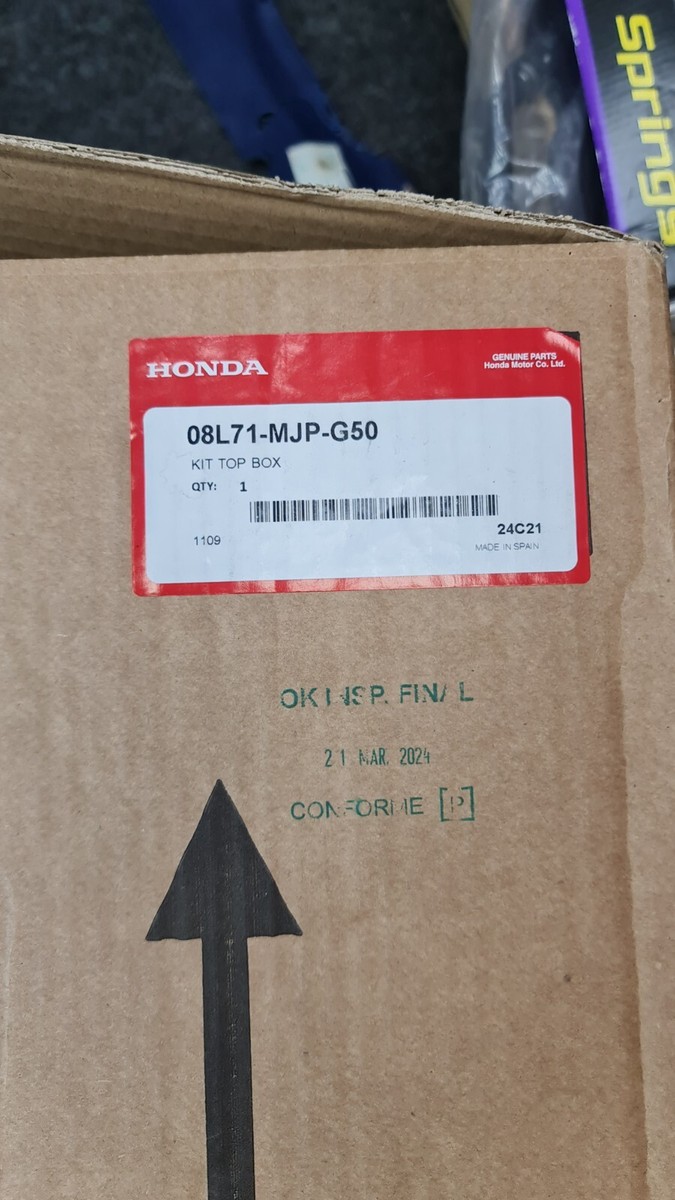 Springs
HONDA
GENUINE PARTS
Honda Motor Co. Ltd.
08L71-MJP-G50
KIT TOP BOX
QTY: 1
1109
24C21
MADE IN SPAIN
OK INSP. FINAL
21 MAR. 2024
CONFORME [P]